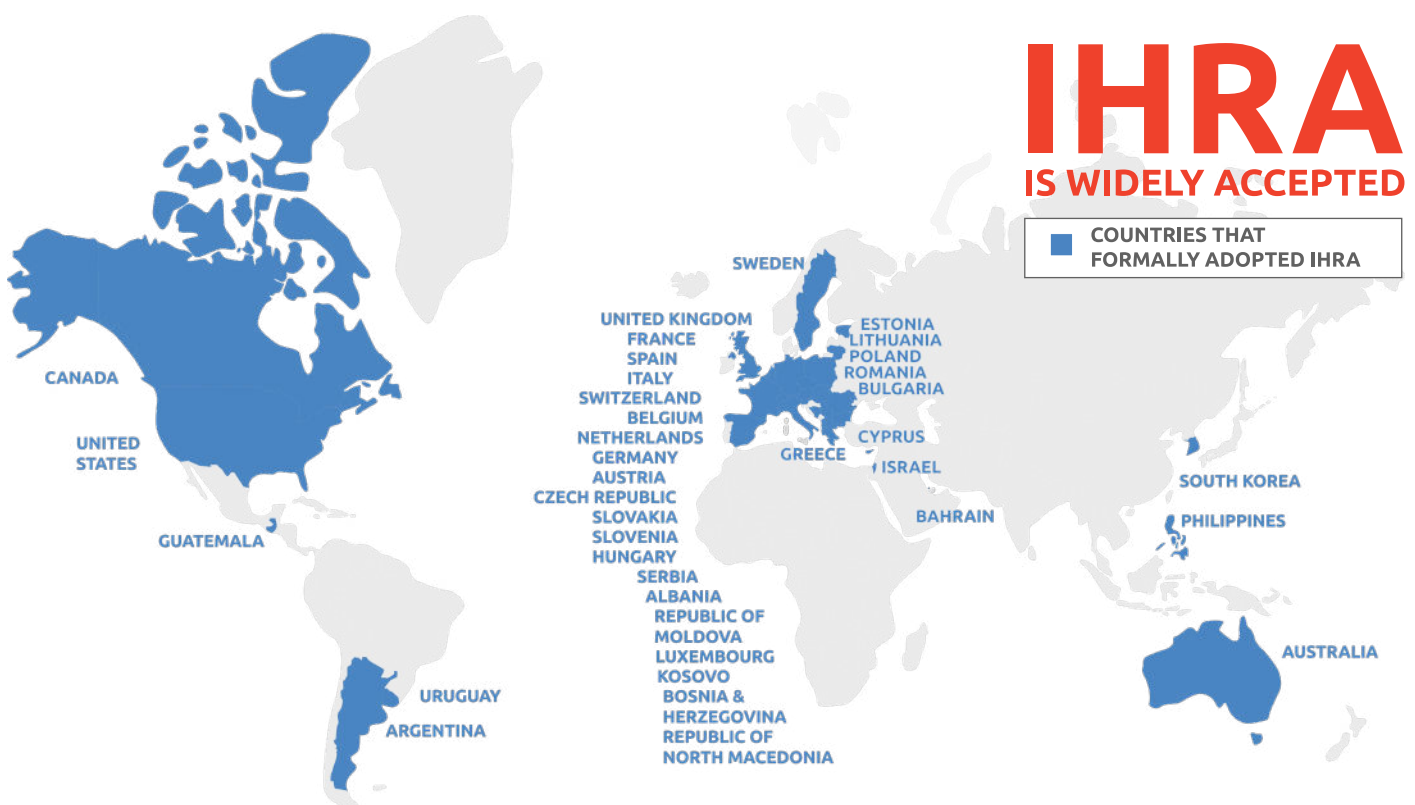 IHRA
IS WIDELY ACCEPTED
COUNTRIES THAT
FORMALLY ADOPTED IHRA
CANADA
UNITED
STATES
GUATEMALA
URUGUAY
ARGENTINA
SWEDEN
UNITED KINGDOM
FRANCE
SPAIN
ITALY
SWITZERLAND
BELGIUM
NETHERLANDS
GERMANY
AUSTRIA
CZECH REPUBLIC
SLOVAKIA
SLOVENIA
HUNGARY
SERBIA
ALBANIA
REPUBLIC OF
MOLDOVA
LUXEMBOURG
KOSOVO
BOSNIA &
HERZEGOVINA
REPUBLIC OF
NORTH MACEDONIA
ESTONIA
LITHUANIA
POLAND
ROMANIA
BULGARIA
CYPRUS
GREECE
ISRAEL
BAHRAIN
SOUTH KOREA
PHILIPPINES
AUSTRALIA